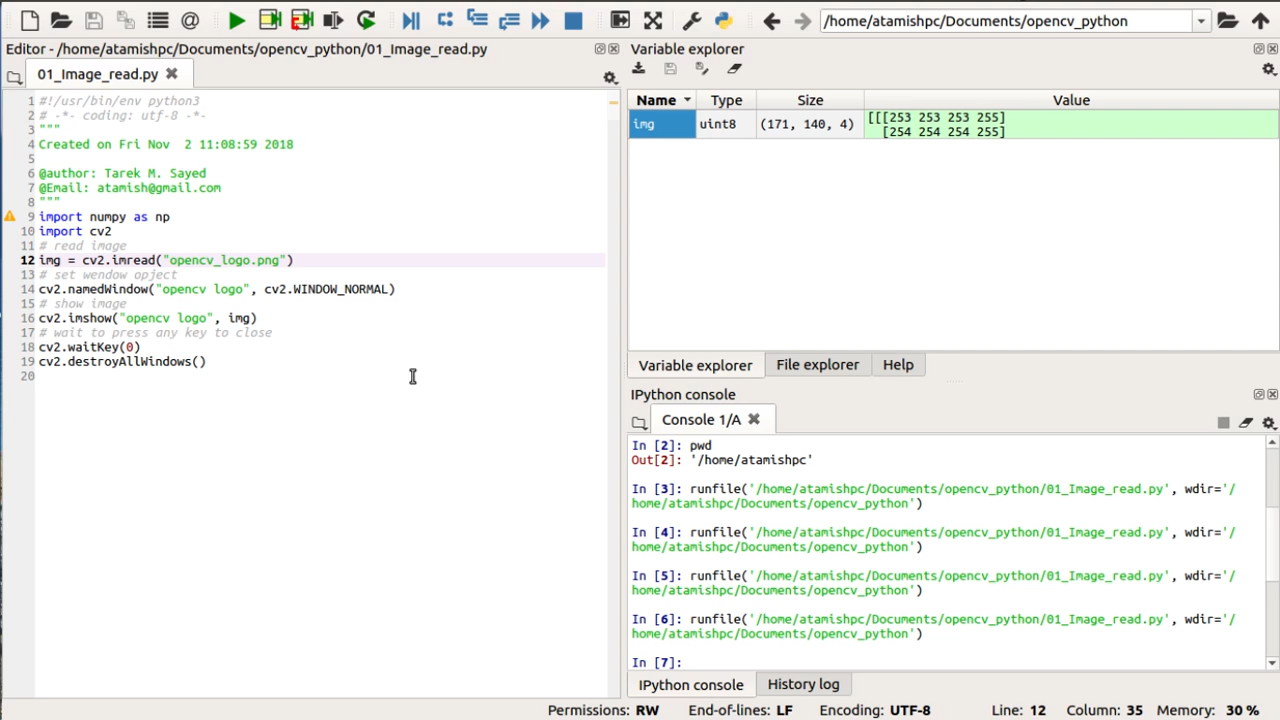 /home/atamishpc/Documents/opencv_python
Editor - /home/atamishpc/Documents/opencv_python/01_Image_read.py
01_Image_read.py
1 #!/usr/bin/env python3
2 # -*- coding: utf-8 -*-
3 """
4 Created on Fri Nov  2 11:08:59 2018
5
6 @author: Tarek M. Sayed
7 @Email: atamish@gmail.com
8 """
9 import numpy as np
10 import cv2
11 # read image
12 img = cv2.imread("opencv_logo.png")
13 # set wendow opject
14 cv2.namedWindow("opencv logo", cv2.WINDOW_NORMAL)
15 # show image
16 cv2.imshow("opencv logo", img)
17 # wait to press any key to close
18 cv2.waitKey(0)
19 cv2.destroyAllWindows()
20
Variable explorer
Name Type Size Value
img uint8 (171, 140, 4) [[[253 253 253 255]
[254 254 254 255]
Variable explorer File explorer Help
IPython console
Console 1/A
In [2]: pwd
Out[2]: '/home/atamishpc'
In [3]: runfile('/home/atamishpc/Documents/opencv_python/01_Image_read.py', wdir='/
home/atamishpc/Documents/opencv_python')
In [4]: runfile('/home/atamishpc/Documents/opencv_python/01_Image_read.py', wdir='/
home/atamishpc/Documents/opencv_python')
In [5]: runfile('/home/atamishpc/Documents/opencv_python/01_Image_read.py', wdir='/
home/atamishpc/Documents/opencv_python')
In [6]: runfile('/home/atamishpc/Documents/opencv_python/01_Image_read.py', wdir='/
home/atamishpc/Documents/opencv_python')
In [7]:
IPython console History log
Permissions: RW End-of-lines: LF Encoding: UTF-8 Line: 12 Column: 35 Memory: 30 %